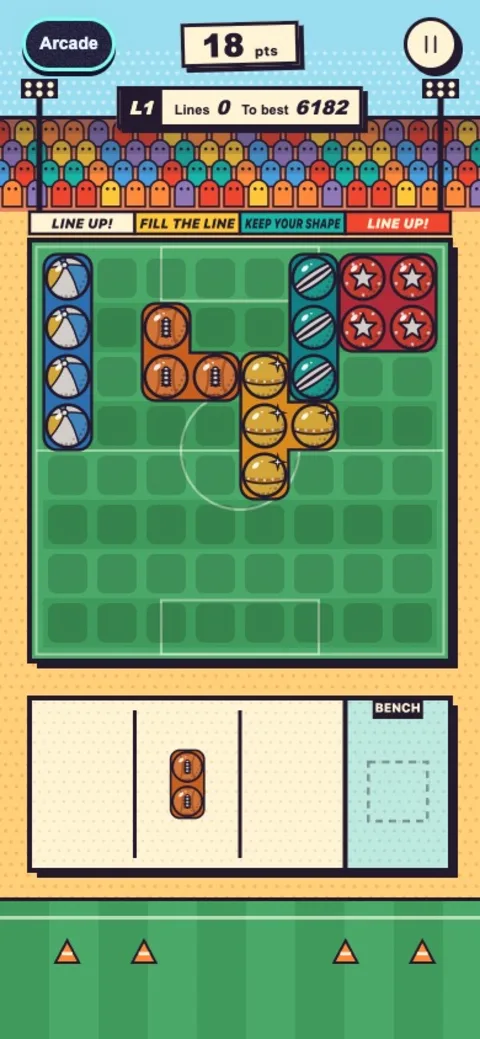 Arcade
18 pts
L1 Lines 0 To best 6182
LINE UP! FILL THE LINE KEEP YOUR SHAPE LINE UP!
BENCH